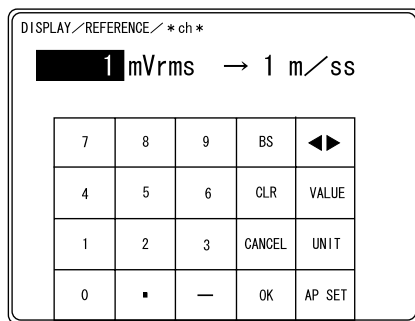 DISPLAY／REFERENCE／＊ch＊
1 mVrms → 1 m／ss
7 8 9 BS ◀▶
4 5 6 CLR VALUE
1 2 3 CANCEL UNIT
0 ▪ — OK AP SET